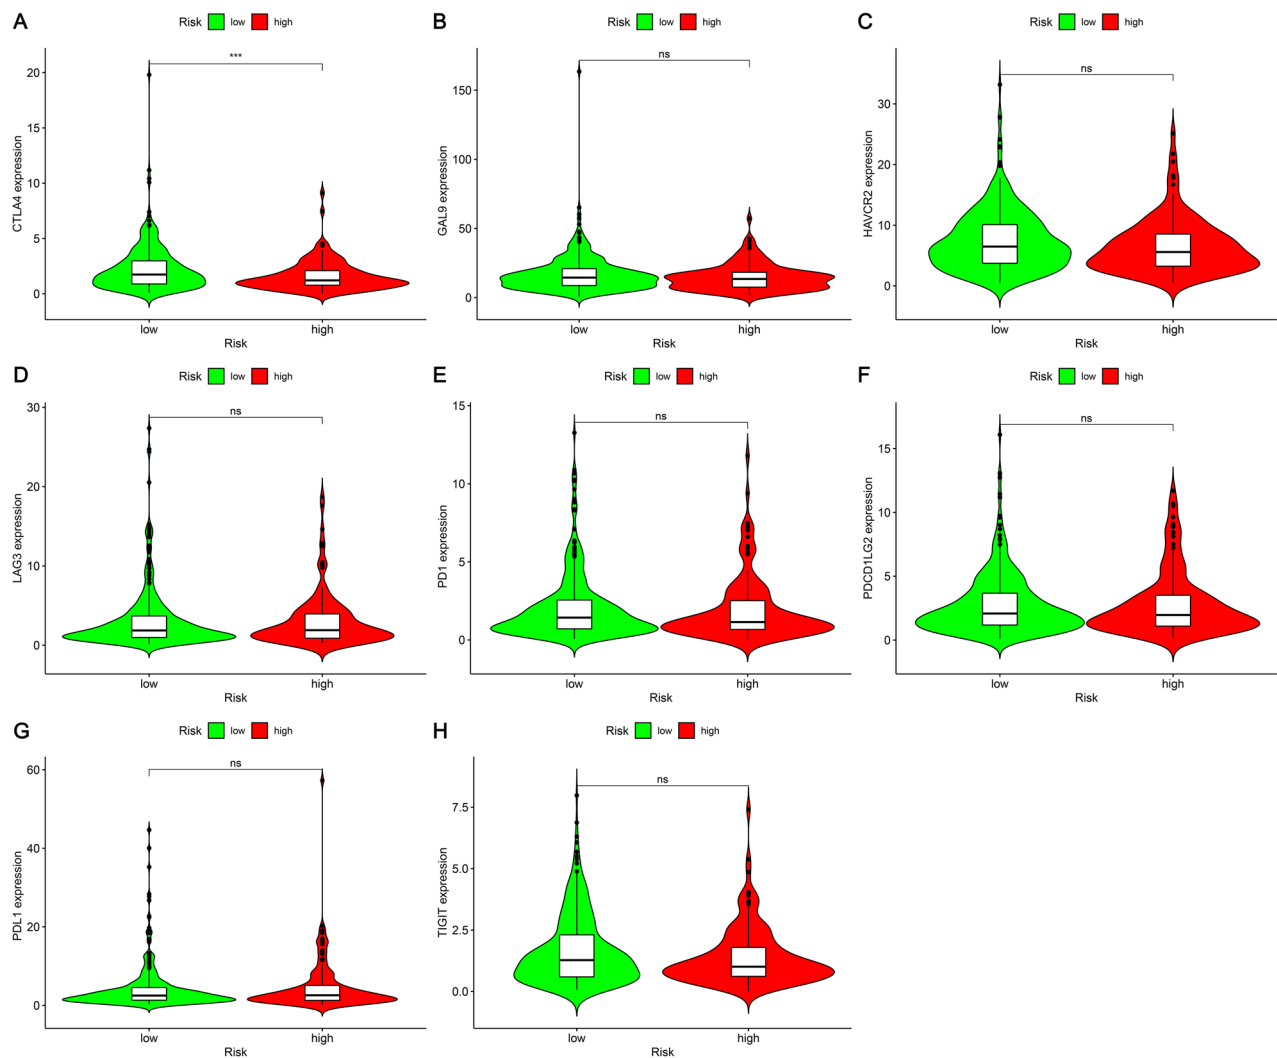 A
Risk low high
CTLA4 expression
20
15
10
5
0
***
low high
Risk
B
Risk low high
GAL9 expression
150
100
50
0
ns
low high
Risk
C
Risk low high
HAVCR2 expression
30
20
10
0
ns
low high
Risk
D
Risk low high
LAG3 expression
30
20
10
0
ns
low high
Risk
E
Risk low high
PD1 expression
15
10
5
0
ns
low high
Risk
F
Risk low high
PDCD1LG2 expression
15
10
5
0
ns
low high
Risk
G
Risk low high
PDL1 expression
60
40
20
0
ns
low high
Risk
H
Risk low high
TIGIT expression
7.5
5.0
2.5
0.0
ns
low high
Risk